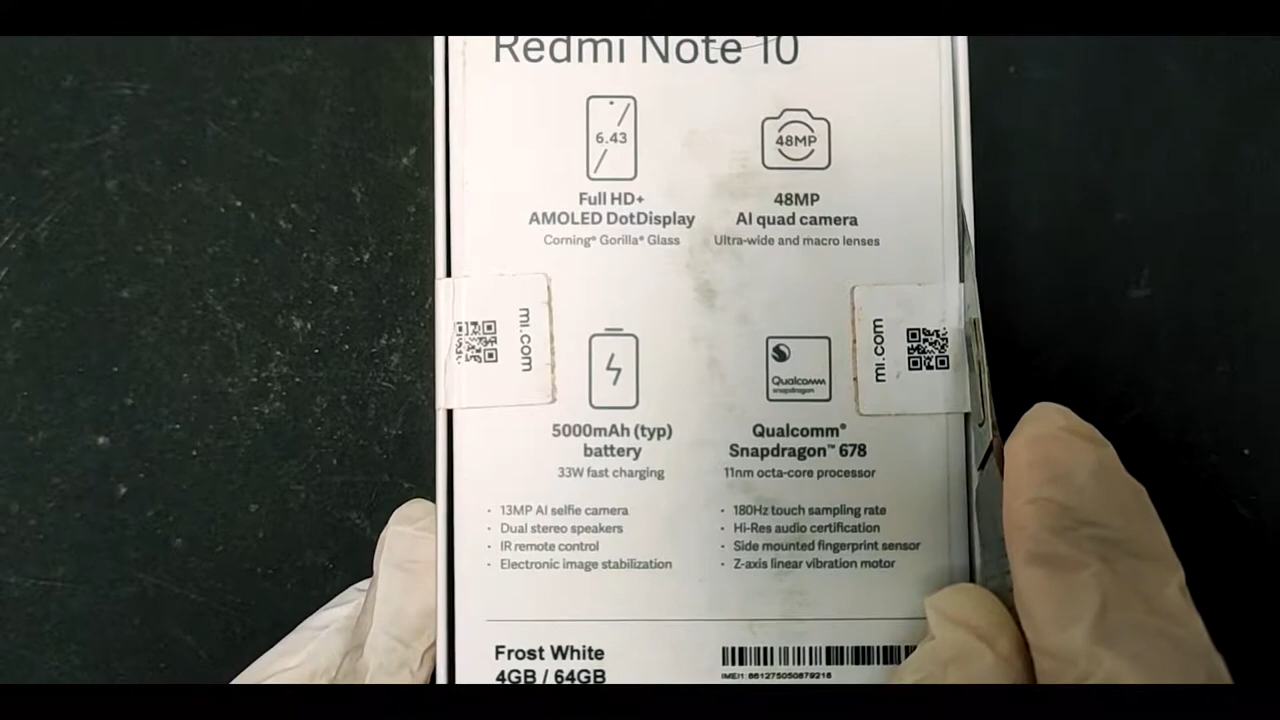 Redmi Note 10
6.43
48MP
Full HD+
AMOLED DotDisplay
Corning® Gorilla® Glass
48MP
AI quad camera
Ultra-wide and macro lenses
mi.com
mi.com
Qualcomm
snapdragon
5000mAh (typ)
battery
33W fast charging
Qualcomm®
Snapdragon™ 678
11nm octa-core processor
· 13MP AI selfie camera
· Dual stereo speakers
· IR remote control
· Electronic image stabilization
· 180Hz touch sampling rate
· Hi-Res audio certification
· Side mounted fingerprint sensor
· Z-axis linear vibration motor
Frost White
4GB / 64GB
IMEI1: 861275050879218